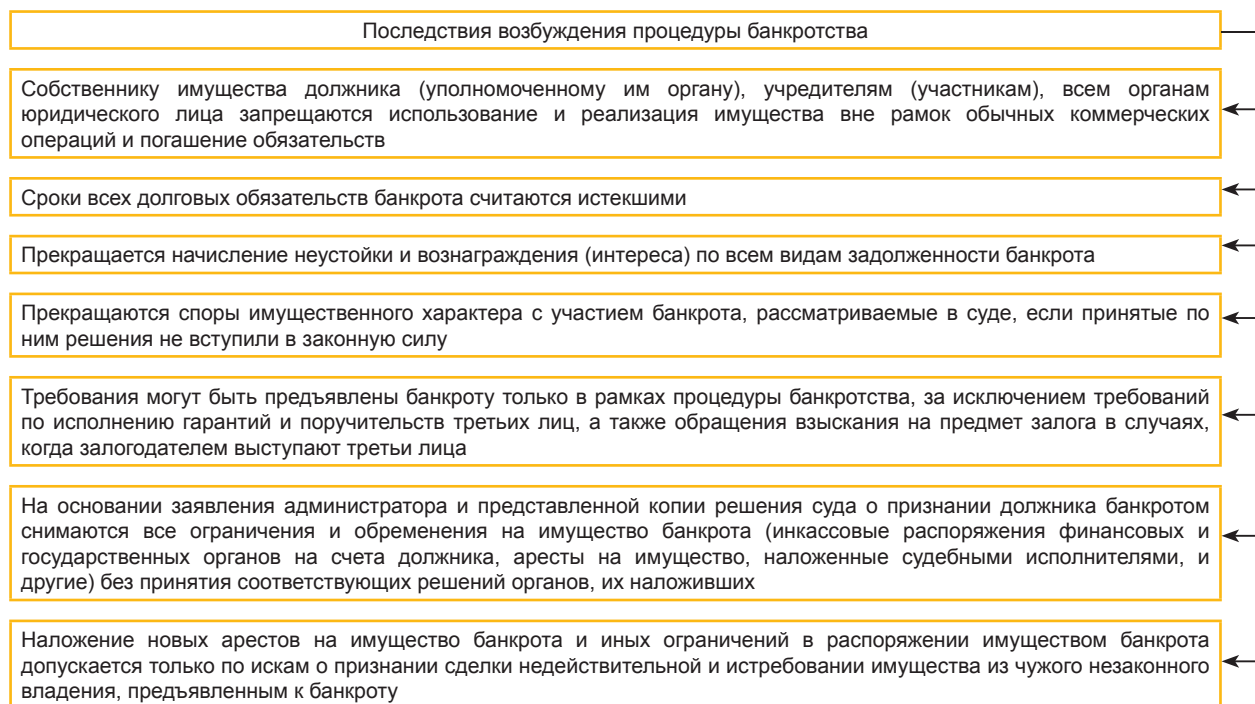 Последствия возбуждения процедуры банкротства
Собственнику имущества должника (уполномоченному им органу), учредителям (участникам), всем органам
юридического лица запрещаются использование и реализация имущества вне рамок обычных коммерческих
операций и погашение обязательств
Сроки всех долговых обязательств банкрота считаются истекшими
Прекращается начисление неустойки и вознаграждения (интереса) по всем видам задолженности банкрота
Прекращаются споры имущественного характера с участием банкрота, рассматриваемые в суде, если принятые по
ним решения не вступили в законную силу
Требования могут быть предъявлены банкроту только в рамках процедуры банкротства, за исключением требований
по исполнению гарантий и поручительств третьих лиц, а также обращения взыскания на предмет залога в случаях,
когда залогодателем выступают третьи лица
На основании заявления администратора и представленной копии решения суда о признании должника банкротом
снимаются все ограничения и обременения на имущество банкрота (инкассовые распоряжения финансовых и
государственных органов на счета должника, аресты на имущество, наложенные судебными исполнителями, и
другие) без принятия соответствующих решений органов, их наложивших
Наложение новых арестов на имущество банкрота и иных ограничений в распоряжении имуществом банкрота
допускается только по искам о признании сделки недействительной и истребовании имущества из чужого незаконного
владения, предъявленным к банкроту